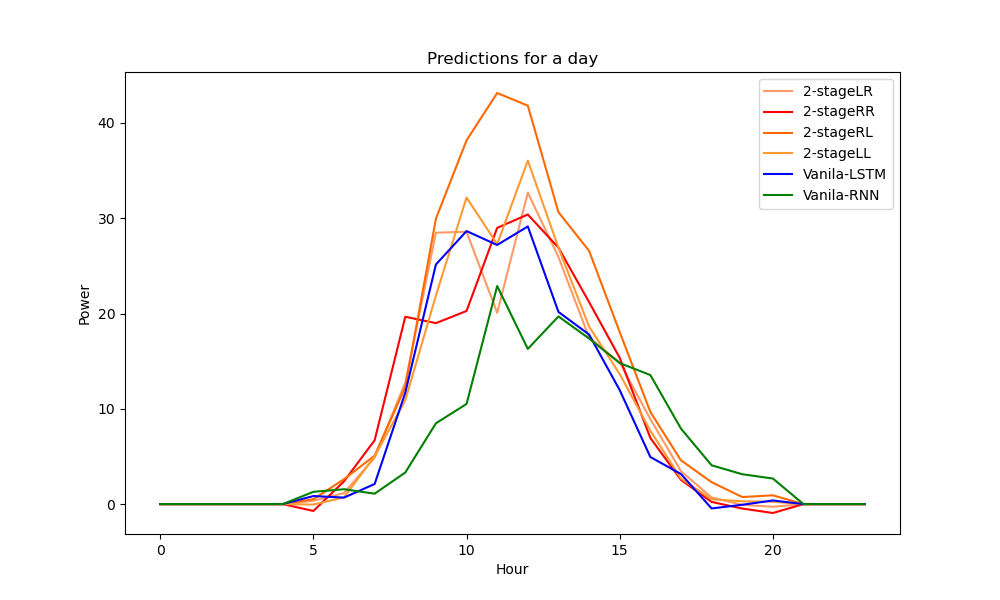 Predictions for a day
2-stageLR
2-stageRR
2-stageRL
2-stageLL
Vanila-LSTM
Vanila-RNN
Power
40
30
20
10
0
0 5 10 15 20
Hour